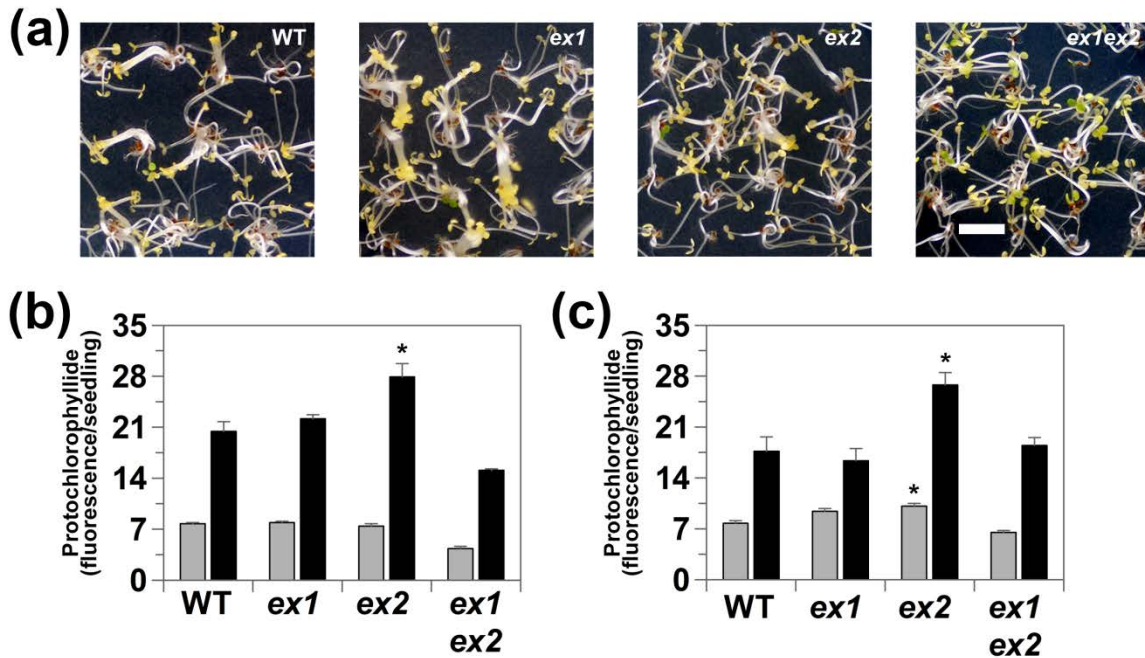 (a)
WT
ex1
ex2
ex1ex2
(b)
Protochlorophyllide
(fluorescence/seedling)
35
28
21
14
7
0
*
WT
ex1
ex2
ex1
ex2
(c)
Protochlorophyllide
(fluorescence/seedling)
35
28
21
14
7
0
*
*
WT
ex1
ex2
ex1
ex2